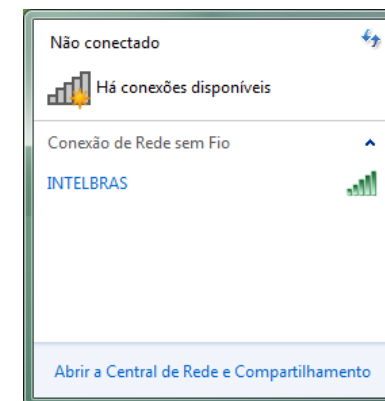 Não conectado
Há conexões disponíveis
Conexão de Rede sem Fio
INTELBRAS
Abrir a Central de Rede e Compartilhamento